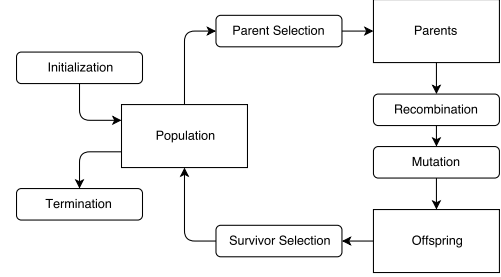 Parent Selection
Parents
Initialization
Recombination
Population
Mutation
Termination
Survivor Selection
Offspring